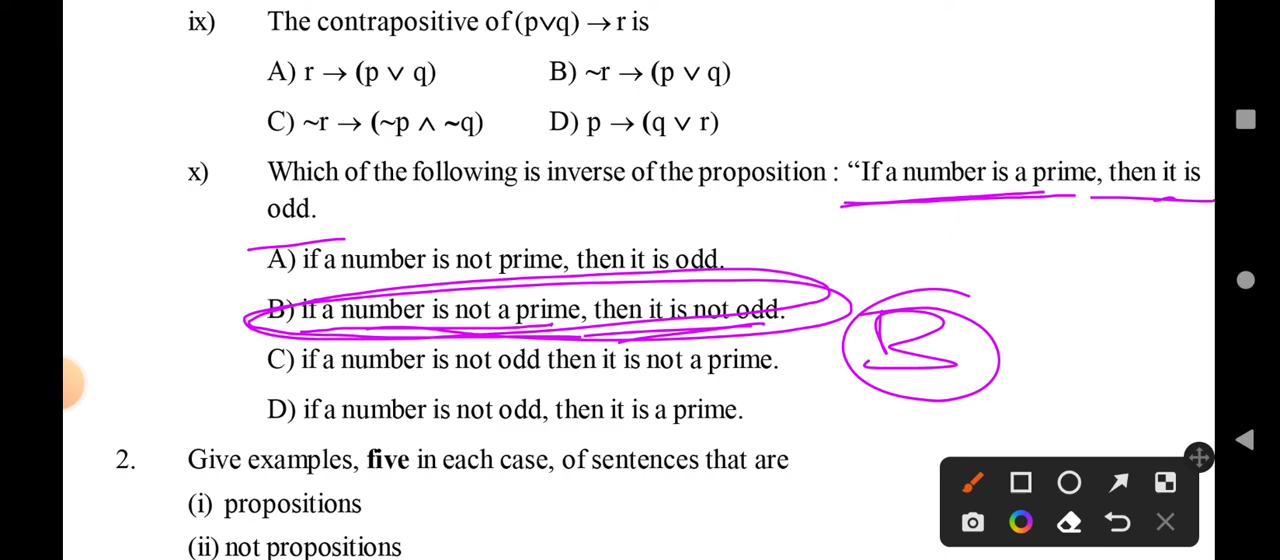 ix) The contrapositive of (p∨q) → r is
A) r → (p ∨ q) B) ~r → (p ∨ q)
C) ~r → (~p ∧ ~q) D) p → (q ∨ r)
x) Which of the following is inverse of the proposition : “If a number is a prime, then it is
odd.
A) if a number is not prime, then it is odd.
B) if a number is not a prime, then it is not odd.
C) if a number is not odd then it is not a prime.
D) if a number is not odd, then it is a prime.
2. Give examples, five in each case, of sentences that are
(i) propositions
(ii) not propositions